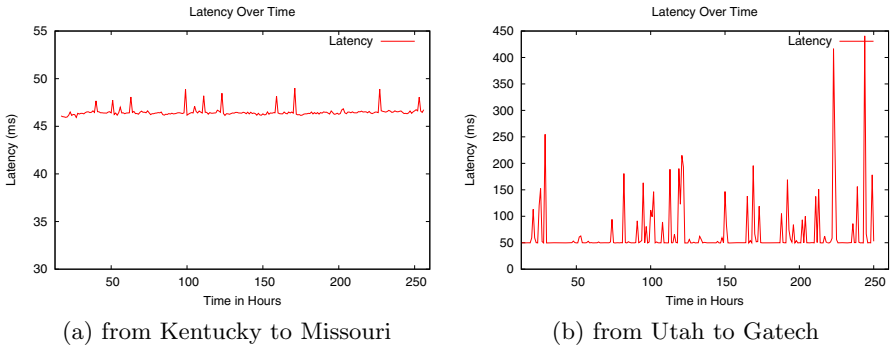 Latency Over Time
Latency
Latency (ms)
55
50
45
40
35
30
50
100
150
200
250
Time in Hours
(a) from Kentucky to Missouri
Latency Over Time
Latency
Latency (ms)
450
400
350
300
250
200
150
100
50
0
50
100
150
200
250
Time in Hours
(b) from Utah to Gatech